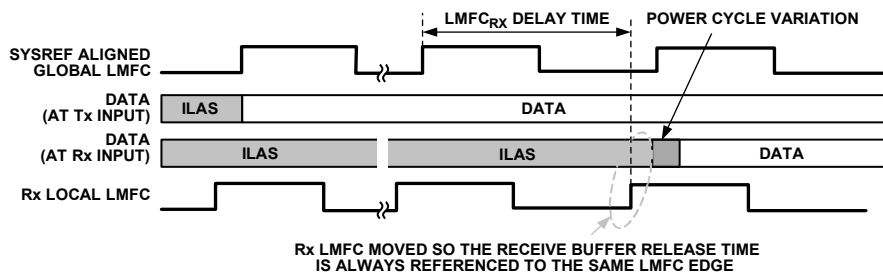 LMFCRX DELAY TIME
POWER CYCLE VARIATION
SYSREF ALIGNED
GLOBAL LMFC
DATA
(AT Tx INPUT)
ILAS
DATA
DATA
(AT Rx INPUT)
ILAS
ILAS
DATA
Rx LOCAL LMFC
Rx LMFC MOVED SO THE RECEIVE BUFFER RELEASE TIME
IS ALWAYS REFERENCED TO THE SAME LMFC EDGE